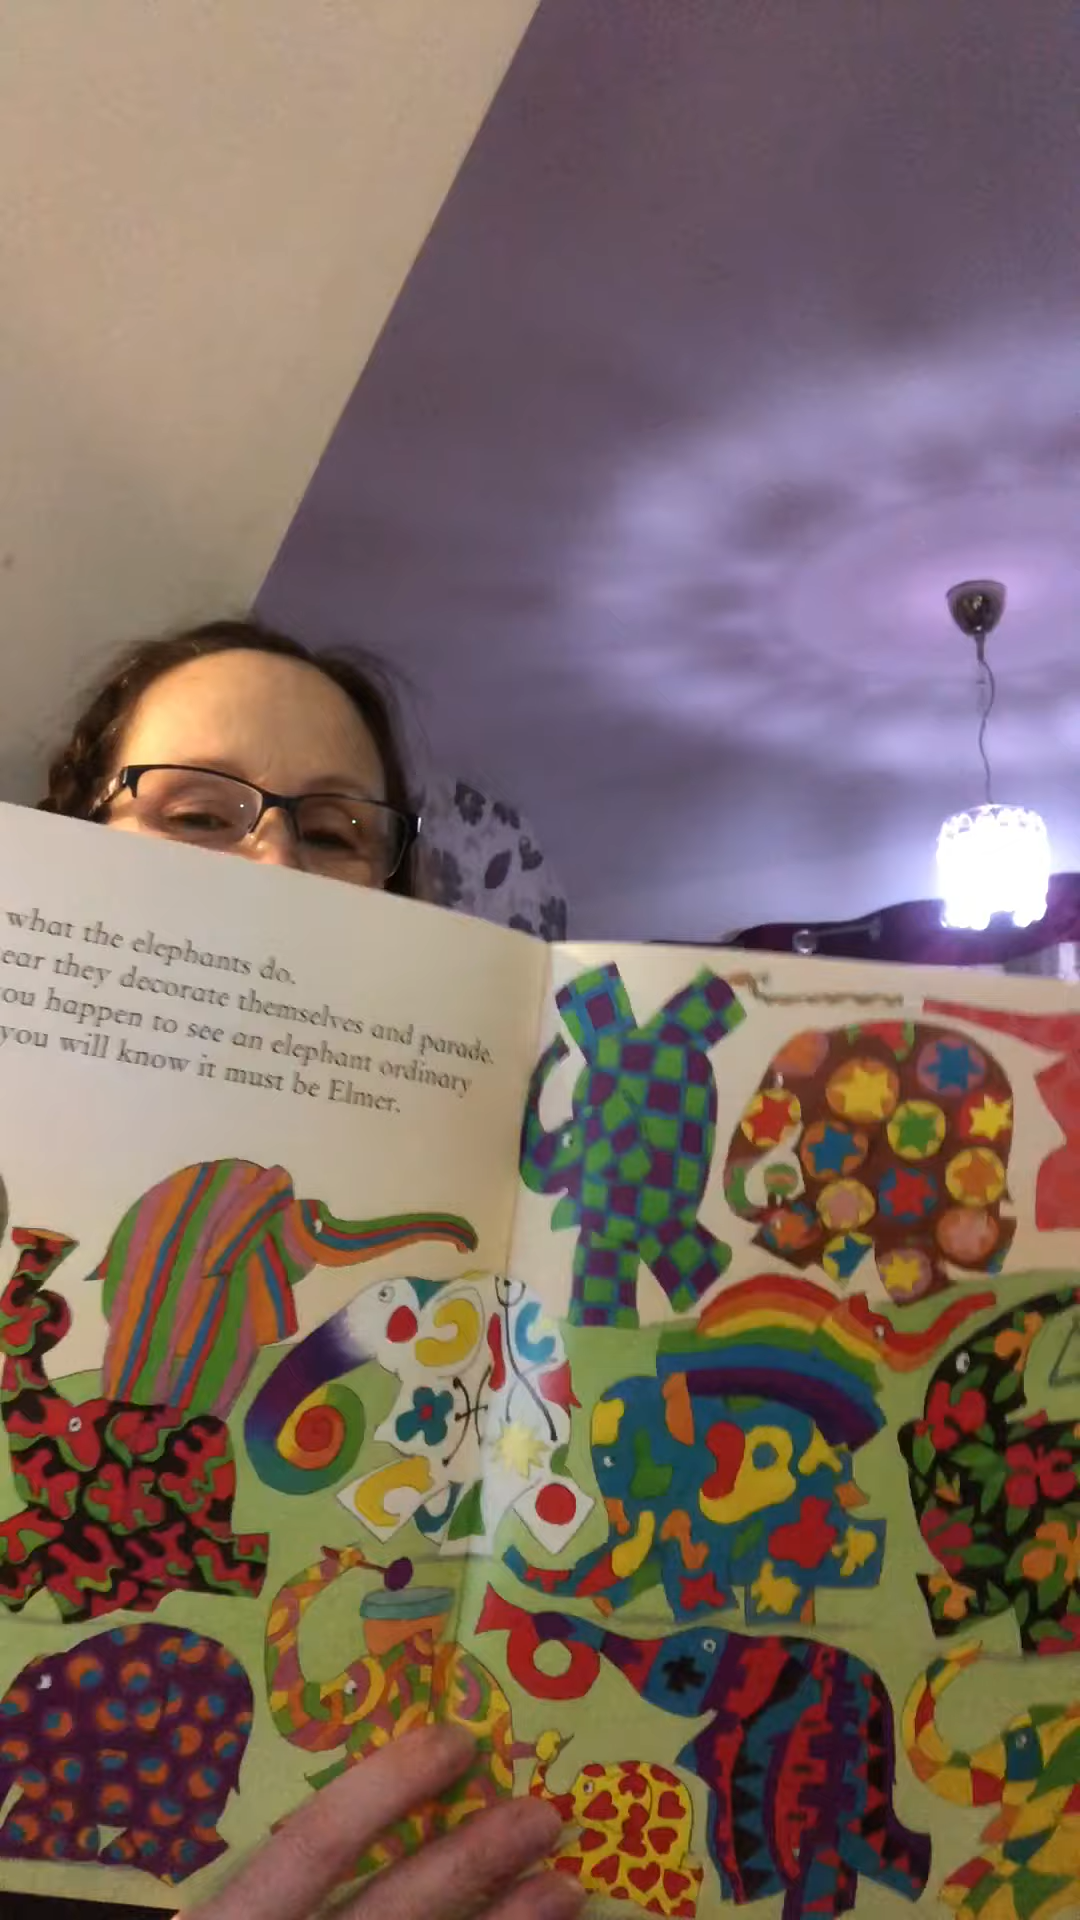 what the elephants do.
ear they decorate themselves and parade.
ou happen to see an elephant ordinary
you will know it must be Elmer.